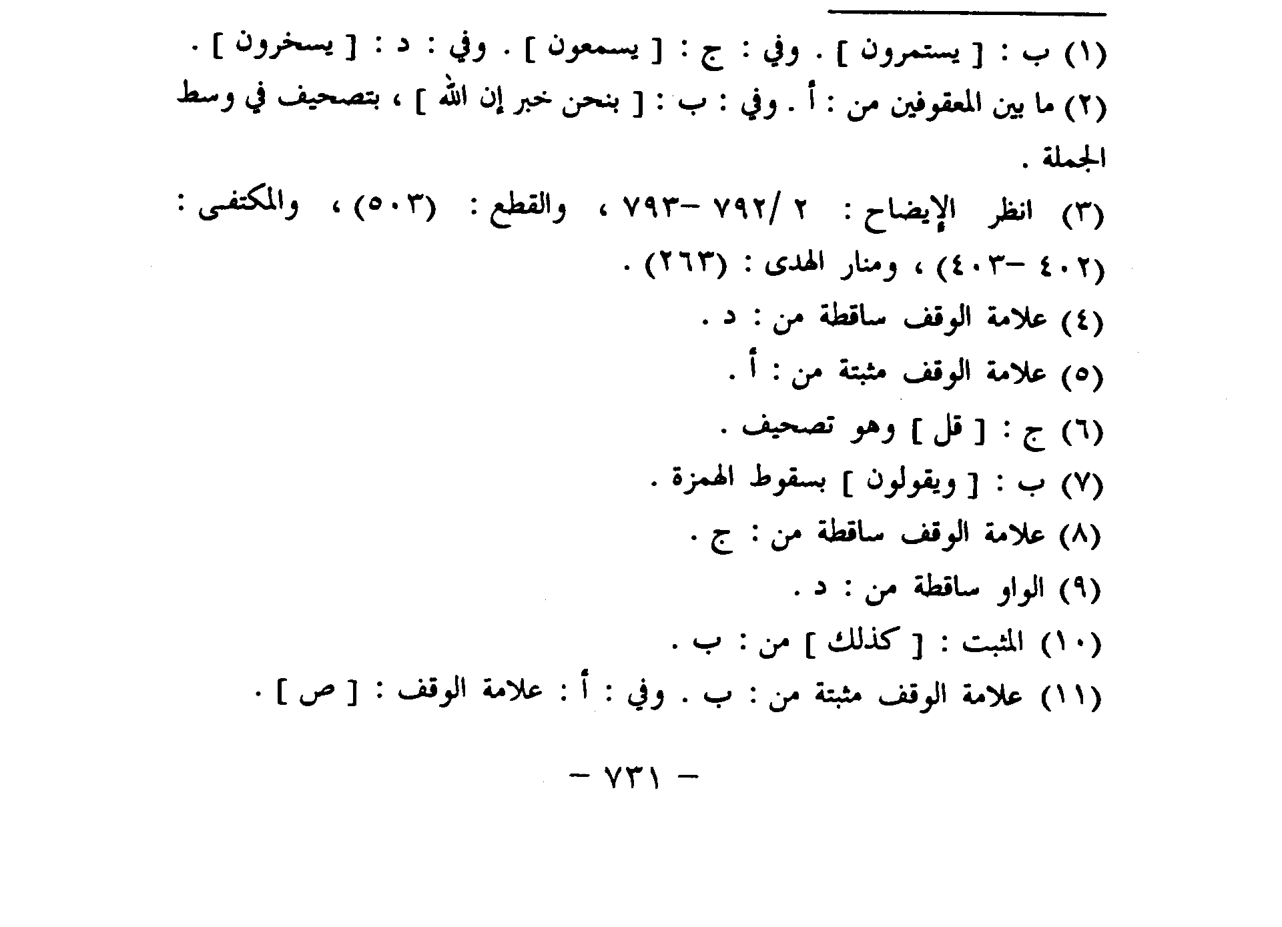 (١) ب : [ يستمرون ] . وفي : ج : [ يسمعون ] . وفي : د : [ يسخرون ] .
(٢) ما بين المعقوفين من : أ . وفي : ب : [ بنحن خبر إن الله ] ، بتصحيف في وسط
الجملة .
(٣) انظر الإيضاح : ٢ /٧٩٢ –٧٩٣ ، والقطع : (٥٠٣) ، والمكتفى :
(٤٠٢ –٤٠٣) ، ومنار الهدى : (٢٦٣) .
(٤) علامة الوقف ساقطة من : د .
(٥) علامة الوقف مثبتة من : أ .
(٦) ج : [ قل ] وهو تصحيف .
(٧) ب : [ ويقولون ] بسقوط الهمزة .
(٨) علامة الوقف ساقطة من : ج .
(٩) الواو ساقطة من : د .
(١٠) المثبت : [ كذلك ] من : ب .
(١١) علامة الوقف مثبتة من : ب . وفي : أ : علامة الوقف : [ ص ] .
– ٧٣١ –